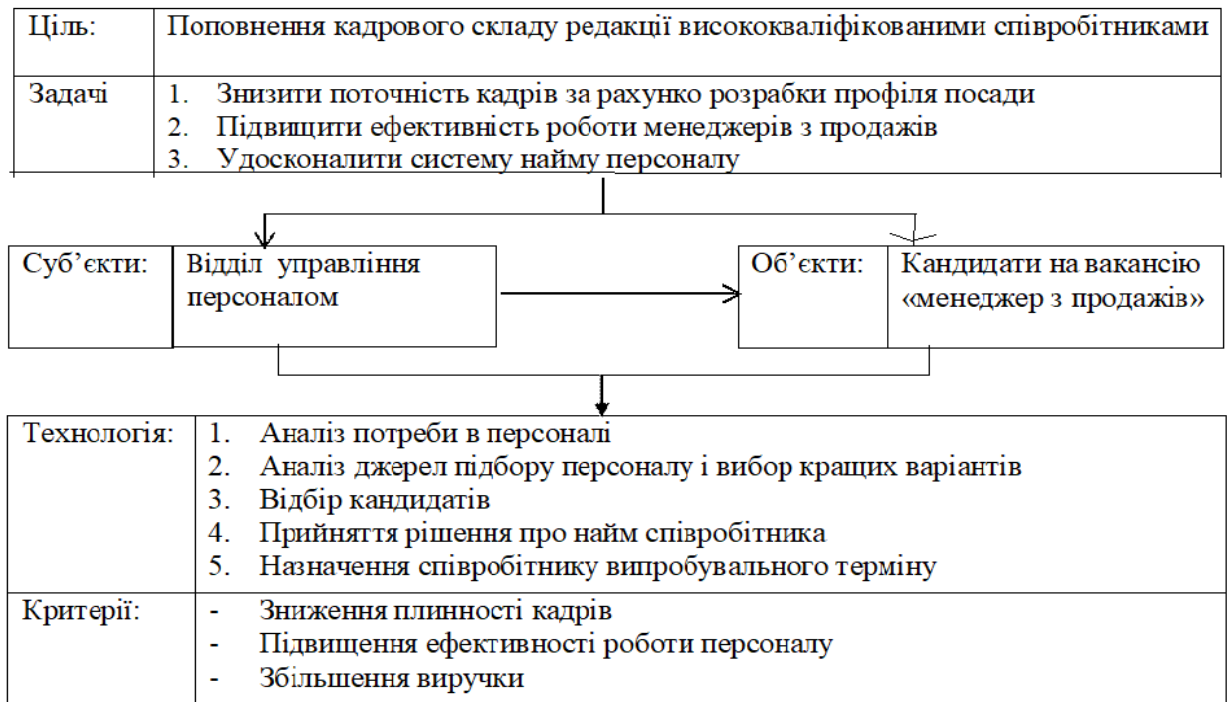 Ціль: Поповнення кадрового складу редакції висококваліфікованими співробітниками
Задачі 1. Знизити поточність кадрів за рахунко розрабки профіля посади
2. Підвищити ефективність роботи менеджерів з продажів
3. Удосконалити систему найму персоналу
Суб’єкти: Відділ управління
персоналом
Об’єкти: Кандидати на вакансію
«менеджер з продажів»
Технологія: 1. Аналіз потреби в персоналі
2. Аналіз джерел підбору персоналу і вибор кращих варіантів
3. Відбір кандидатів
4. Прийняття рішення про найм співробітника
5. Назначення співробітнику випробувального терміну
Критерії: - Зниження плинності кадрів
- Підвищення ефективності роботи персоналу
- Збільшення виручки